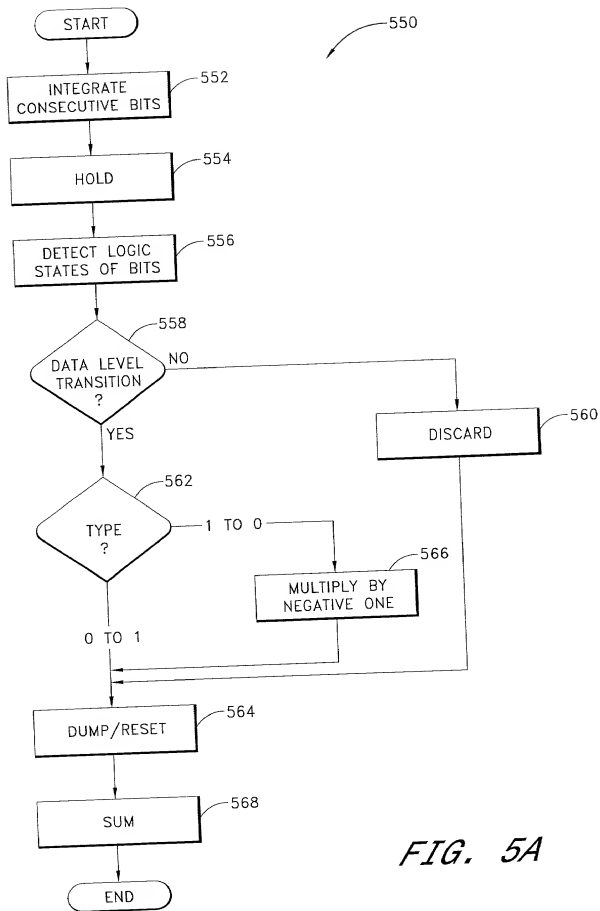 START
550
INTEGRATE
CONSECUTIVE BITS
552
HOLD
554
DETECT LOGIC
STATES OF BITS
556
DATA LEVEL
TRANSITION
?
558
NO
YES
DISCARD
560
TYPE
?
562
1 TO 0
MULTIPLY BY
NEGATIVE ONE
566
0 TO 1
DUMP/RESET
564
SUM
568
END
FIG. 5A